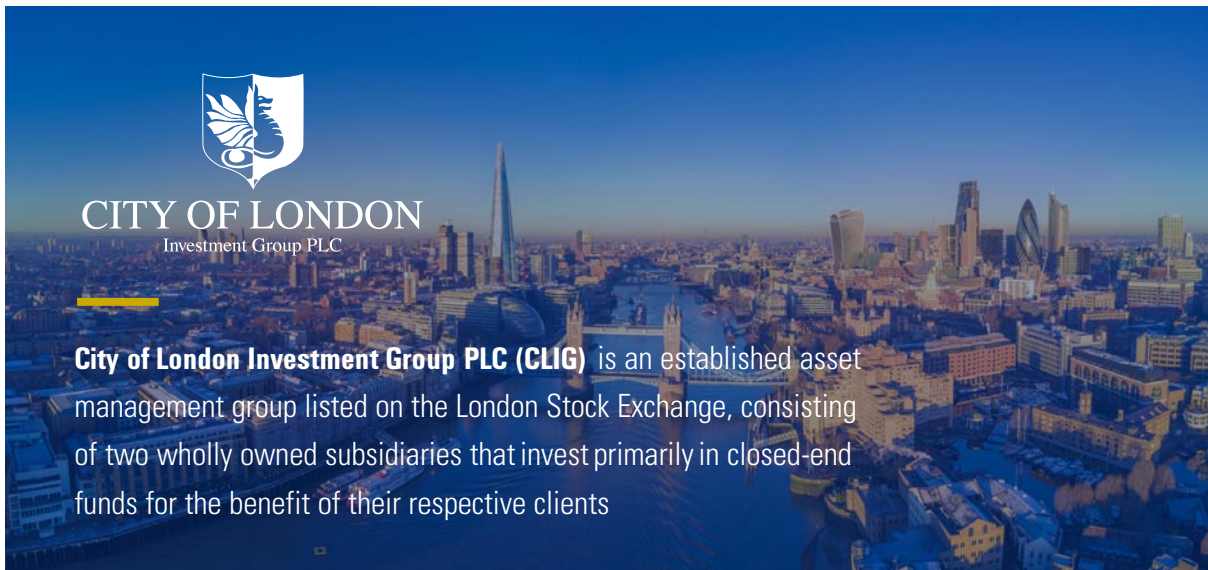 CITY OF LONDON
Investment Group PLC
City of London Investment Group PLC (CLIG) is an established asset
management group listed on the London Stock Exchange, consisting
of two wholly owned subsidiaries that invest primarily in closed-end
funds for the benefit of their respective clients